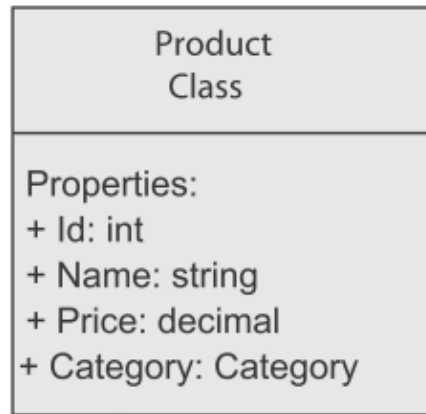 Product
Class
Properties:
+ Id: int
+ Name: string
+ Price: decimal
+ Category: Category